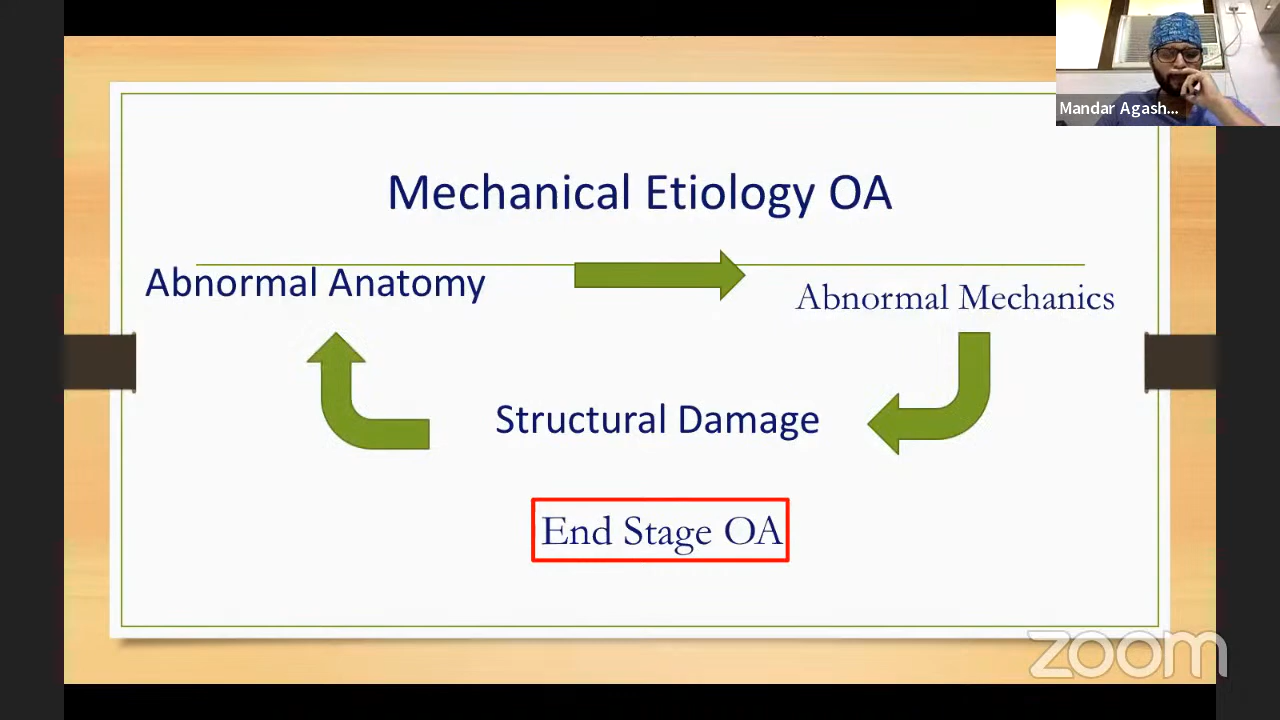 Mandar Agash...
Mechanical Etiology OA
Abnormal Anatomy
Abnormal Mechanics
Structural Damage
End Stage OA
zoom